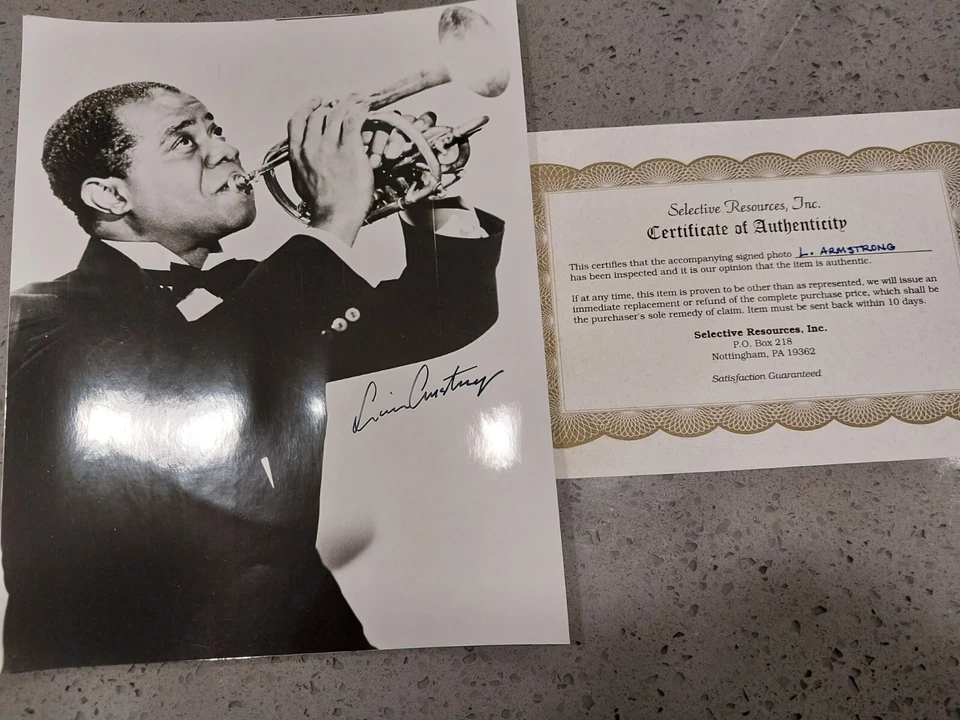 Louis Armstrong
Selective Resources, Inc.
Certificate of Authenticity
This certifies that the accompanying signed photo L. ARMSTRONG
has been inspected and it is our opinion that the item is authentic.
If at any time, this item is proven to be other than as represented, we will issue an
immediate replacement or refund of the complete purchase price, which shall be
the purchaser's sole remedy of claim. Item must be sent back within 10 days.
Selective Resources, Inc.
P.O. Box 218
Nottingham, PA 19362
Satisfaction Guaranteed